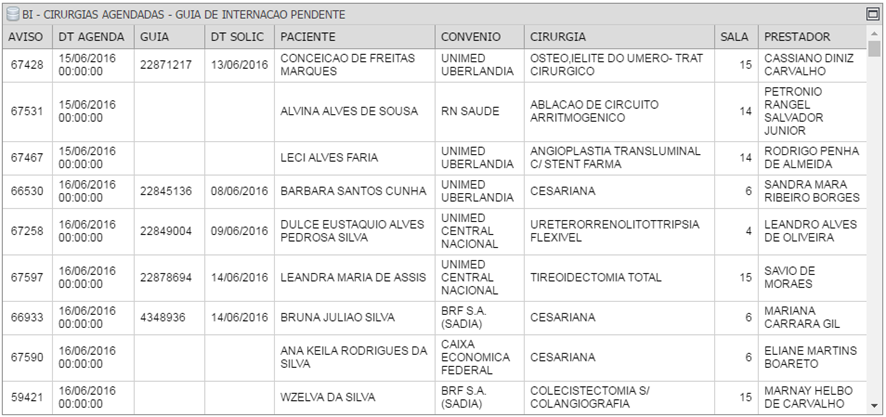 BI - CIRURGIAS AGENDADAS - GUIA DE INTERNACAO PENDENTE
AVISO DT AGENDA GUIA DT SOLIC PACIENTE CONVENIO CIRURGIA SALA PRESTADOR
67428 15/06/2016 00:00:00 22871217 13/06/2016 CONCEICAO DE FREITAS MARQUES UNIMED UBERLANDIA OSTEO,IELITE DO UMERO- TRAT CIRURGICO 15 CASSIANO DINIZ CARVALHO
67531 15/06/2016 00:00:00 ALVINA ALVES DE SOUSA RN SAUDE ABLACAO DE CIRCUITO ARRITMOGENICO 14 PETRONIO RANGEL SALVADOR JUNIOR
67467 15/06/2016 00:00:00 LECI ALVES FARIA UNIMED UBERLANDIA ANGIOPLASTIA TRANSLUMINAL C/ STENT FARMA 14 RODRIGO PENHA DE ALMEIDA
66530 16/06/2016 00:00:00 22845136 08/06/2016 BARBARA SANTOS CUNHA UNIMED UBERLANDIA CESARIANA 6 SANDRA MARA RIBEIRO BORGES
67258 16/06/2016 00:00:00 22849004 09/06/2016 DULCE EUSTAQUIO ALVES PEDROSA SILVA UNIMED CENTRAL NACIONAL URETERORRENOLITOTTRIPSIA FLEXIVEL 4 LEANDRO ALVES DE OLIVEIRA
67597 16/06/2016 00:00:00 22878694 14/06/2016 LEANDRA MARIA DE ASSIS UNIMED CENTRAL NACIONAL TIREOIDECTOMIA TOTAL 15 SAVIO DE MORAES
66933 16/06/2016 00:00:00 4348936 14/06/2016 BRUNA JULIAO SILVA BRF S.A. (SADIA) CESARIANA 6 MARIANA CARRARA GIL
67590 16/06/2016 00:00:00 ANA KEILA RODRIGUES DA SILVA CAIXA ECONOMICA FEDERAL CESARIANA 6 ELIANE MARTINS BOARETO
59421 16/06/2016 00:00:00 WZELVA DA SILVA BRF S.A. (SADIA) COLECISTECTOMIA S/ COLANGIOGRAFIA 15 MARNAY HELBO DE CARVALHO